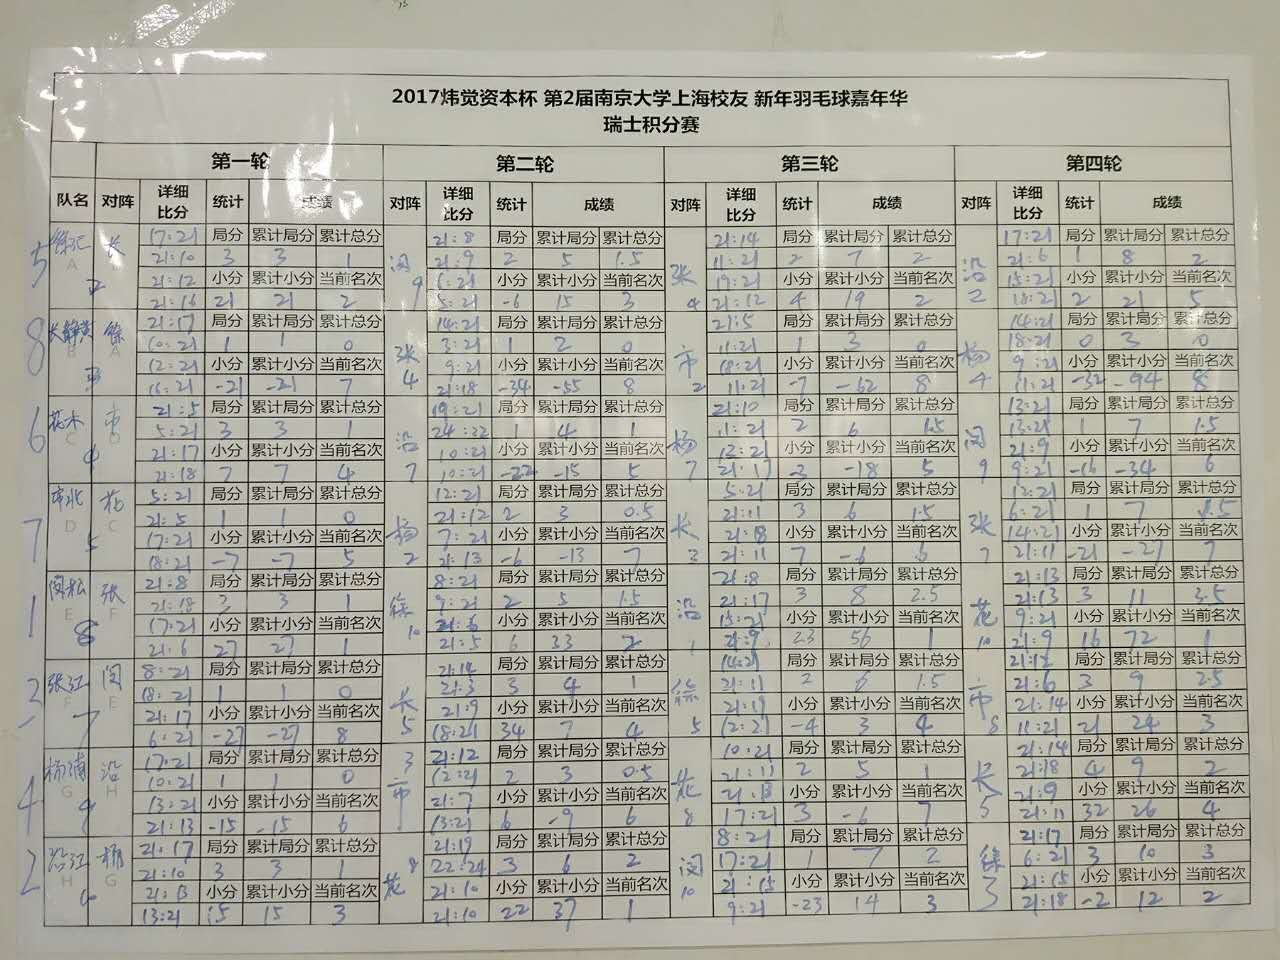 2017炜觉资本杯 第2届南京大学上海校友 新年羽毛球嘉年华
瑞士积分赛
第一轮 第二轮 第三轮 第四轮
队名 对阵 详细比分 统计 成绩 对阵 详细比分 统计 成绩 对阵 详细比分 统计 成绩 对阵 详细比分 统计 成绩
5 徐汇 A 长 17:21 局分 累计局分 累计总分 闵 9 21:8 局分 累计局分 累计总分 张 4 21:14 局分 累计局分 累计总分 沿 2 17:21 局分 累计局分 累计总分
21:10 3 3 1 21:9 2 5 1.5 11:21 2 7 2 21:6 1 8 2
21:12 小分 累计小分 当前名次 6:21 小分 累计小分 当前名次 17:21 小分 累计小分 当前名次 15:21 小分 累计小分 当前名次
21:16 21 21 2 5:21 -6 15 3 21:12 4 19 2 18:21 2 21 5
8 B 徐 A 21:17 局分 累计局分 累计总分 张 4 14:21 局分 累计局分 累计总分 市 2 21:5 局分 累计局分 累计总分 杨 4 14:21 局分 累计局分 累计总分
10:21 1 1 0 3:21 1 2 0 11:21 1 3 0 18:21 0 3 0
12:21 小分 累计小分 当前名次 9:21 小分 累计小分 当前名次 18:21 小分 累计小分 当前名次 9:21 小分 累计小分 当前名次
16:21 -21 -21 7 21:18 -34 -55 8 11:21 -7 -62 8 11:21 -32 -94 8
6 花木 C 市 D 21:5 局分 累计局分 累计总分 沿 7 19:21 局分 累计局分 累计总分 杨 7 21:10 局分 累计局分 累计总分 闵 9 13:21 局分 累计局分 累计总分
5:21 3 3 1 24:22 1 4 1 11:21 2 6 1.5 13:21 1 7 1.5
21:17 小分 累计小分 当前名次 10:21 小分 累计小分 当前名次 13:21 小分 累计小分 当前名次 21:9 小分 累计小分 当前名次
21:18 7 7 4 10:21 -22 -15 5 21:17 -3 -18 5 9:21 -16 -34 6
7 市北 D 花 C 5:21 局分 累计局分 累计总分 杨 2 12:21 局分 累计局分 累计总分 长 3 5:21 局分 累计局分 累计总分 张 7 12:21 局分 累计局分 累计总分
21:5 1 1 0 21:12 2 3 0.5 21:11 3 6 1.5 6:21 1 7 1.5
17:21 小分 累计小分 当前名次 7:21 小分 累计小分 当前名次 21:18 小分 累计小分 当前名次 14:21 小分 累计小分 当前名次
18:21 -7 -7 5 21:13 -6 -13 7 21:11 7 -6 6 21:11 -21 -27 7
1 闵松 E 张 F 21:8 局分 累计局分 累计总分 徐 10 8:21 局分 累计局分 累计总分 沿 1 21:8 局分 累计局分 累计总分 花 10 21:13 局分 累计局分 累计总分
21:18 3 3 1 9:21 2 5 1.5 21:17 3 8 2.5 21:13 3 11 3.5
17:21 小分 累计小分 当前名次 21:6 小分 累计小分 当前名次 15:21 小分 累计小分 当前名次 9:21 小分 累计小分 当前名次
21:6 27 27 1 21:5 6 33 2 21:9 23 56 1 21:9 16 72 1
3 张江 F 闵 E 8:21 局分 累计局分 累计总分 长 5 21:14 局分 累计局分 累计总分 徐 5 14:21 局分 累计局分 累计总分 市 8 21:12 局分 累计局分 累计总分
18:21 1 1 0 21:3 3 4 1 21:11 2 6 1.5 21:6 3 9 2.5
21:17 小分 累计小分 当前名次 21:9 小分 累计小分 当前名次 小分 累计小分 当前名次 21:14 小分 累计小分 当前名次
6:21 -27 -27 8 18:21 34 7 4 12:21 -4 3 4 11:21 21 24 3
4 杨浦 G 沿 H 17:21 局分 累计局分 累计总分 市 3 21:12 局分 累计局分 累计总分 花 8 10:21 局分 累计局分 累计总分 长 5 21:14 局分 累计局分 累计总分
10:21 1 1 0 12:21 2 3 0.5 21:11 2 5 1 21:18 4 9 2
13:21 小分 累计小分 当前名次 21:7 小分 累计小分 当前名次 21:13 小分 累计小分 当前名次 21:9 小分 累计小分 当前名次
21:13 -15 -15 6 13:21 6 -9 6 17:21 3 -6 7 21:11 32 26 4
2 沿江 H 杨 G 21:17 局分 累计局分 累计总分 花 8 21:19 局分 累计局分 累计总分 闵 10 8:21 局分 累计局分 累计总分 徐 3 21:17 局分 累计局分 累计总分
21:10 3 3 1 22:24 3 6 2 17:21 1 7 2 6:21 3 10 3
21:13 小分 累计小分 当前名次 21:10 小分 累计小分 当前名次 21:15 小分 累计小分 当前名次 21:15 小分 累计小分 当前名次
13:21 15 15 3 21:10 22 37 1 9:21 -23 14 3 21:18 -2 12 2